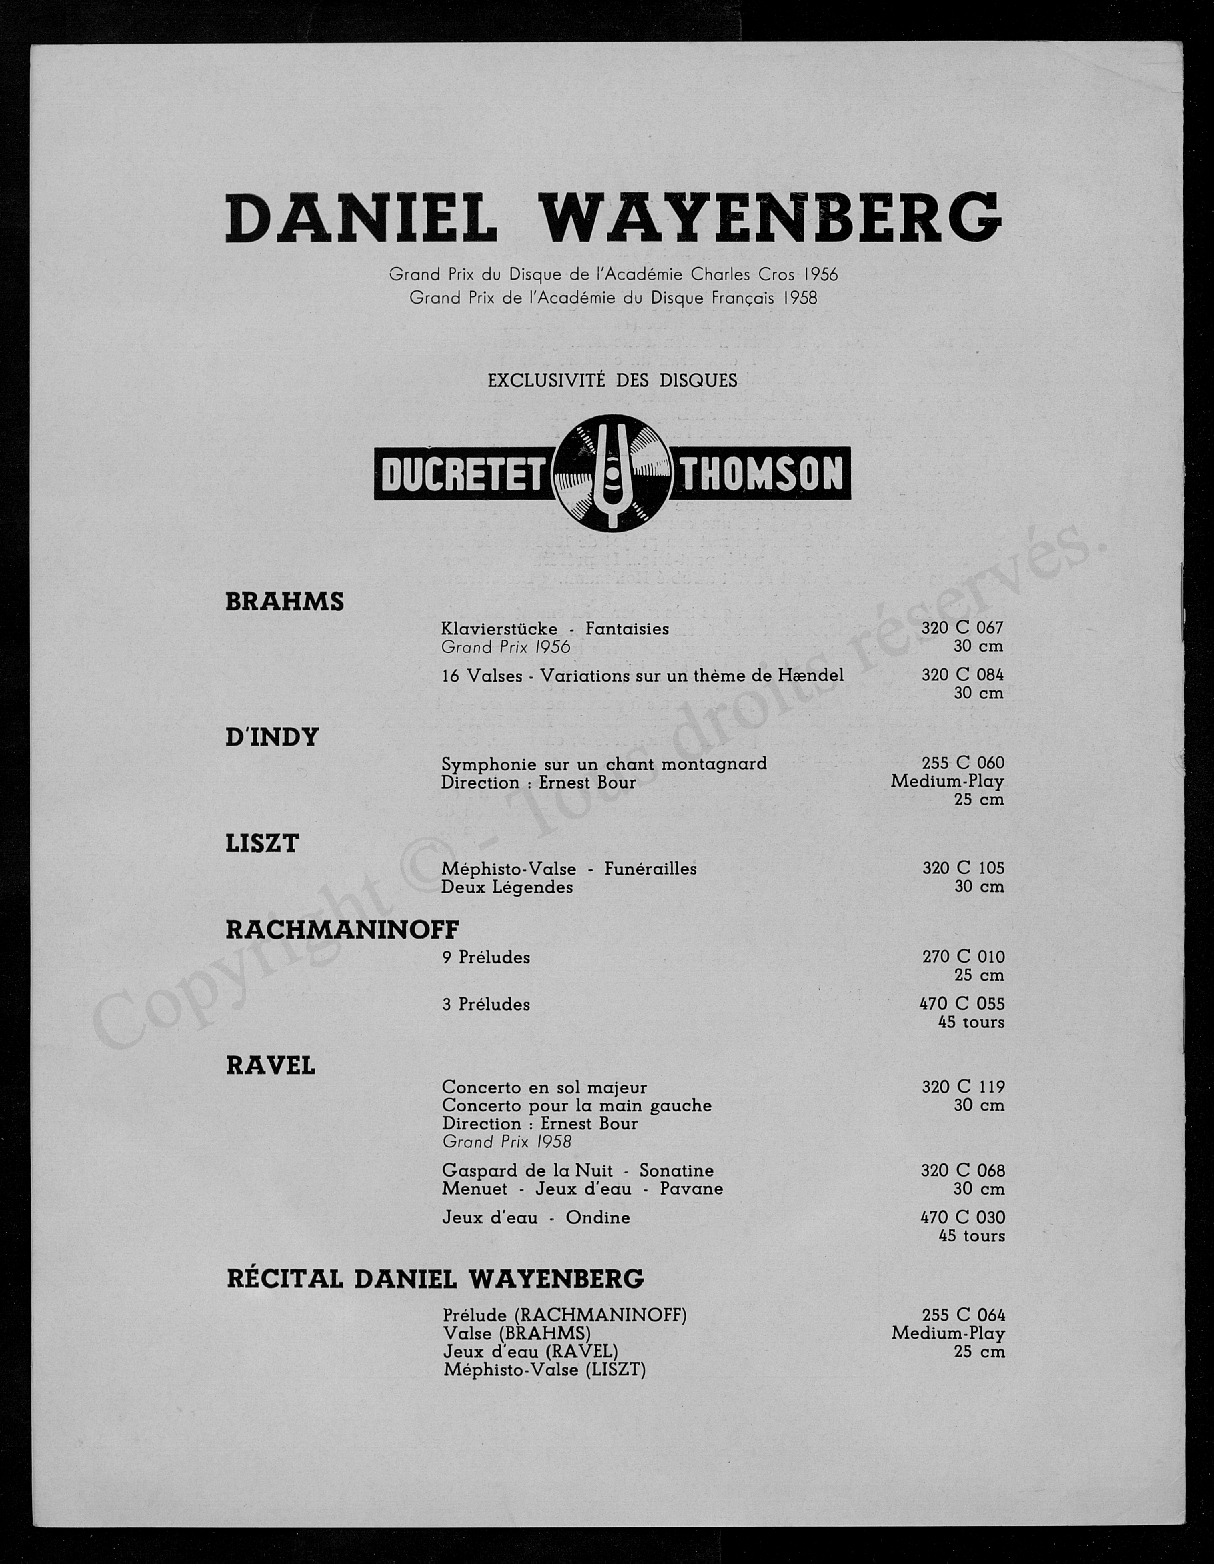 DANIEL WAYENBERG
Grand Prix du Disque de l'Académie Charles Cros 1956
Grand Prix de l'Académie du Disque Français 1958
EXCLUSIVITÉ DES DISQUES
DUCRETET THOMSON
BRAHMS
Klavierstücke - Fantaisies 320 C 067
Grand Prix 1956 30 cm
16 Valses - Variations sur un thème de Hændel 320 C 084
30 cm
D'INDY
Symphonie sur un chant montagnard 255 C 060
Direction : Ernest Bour Medium-Play
25 cm
LISZT
Méphisto-Valse - Funérailles 320 C 105
Deux Légendes 30 cm
RACHMANINOFF
9 Préludes 270 C 010
25 cm
3 Préludes 470 C 055
45 tours
RAVEL
Concerto en sol majeur 320 C 119
Concerto pour la main gauche 30 cm
Direction : Ernest Bour
Grand Prix 1958
Gaspard de la Nuit - Sonatine 320 C 068
Menuet - Jeux d'eau - Pavane 30 cm
Jeux d'eau - Ondine 470 C 030
45 tours
RÉCITAL DANIEL WAYENBERG
Prélude (RACHMANINOFF) 255 C 064
Valse (BRAHMS) Medium-Play
Jeux d'eau (RAVEL) 25 cm
Méphisto-Valse (LISZT)
Copyright © - Tous droits réservés.